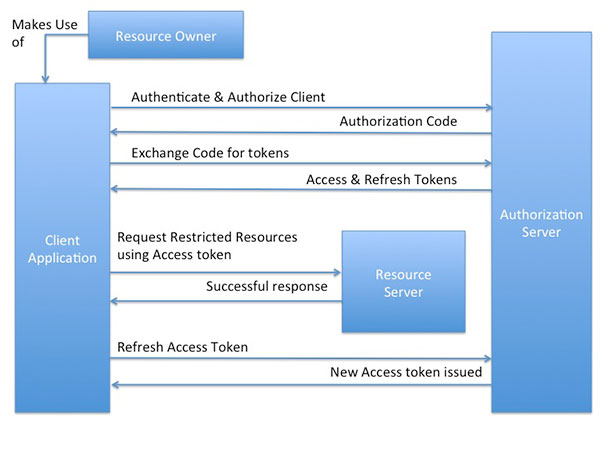 Makes Use
of
Resource Owner
Authenticate & Authorize Client
Authorization Code
Exchange Code for tokens
Access & Refresh Tokens
Authorization
Server
Client
Application
Request Restricted Resources
using Access token
Resource
Server
Successful response
Refresh Access Token
New Access token issued